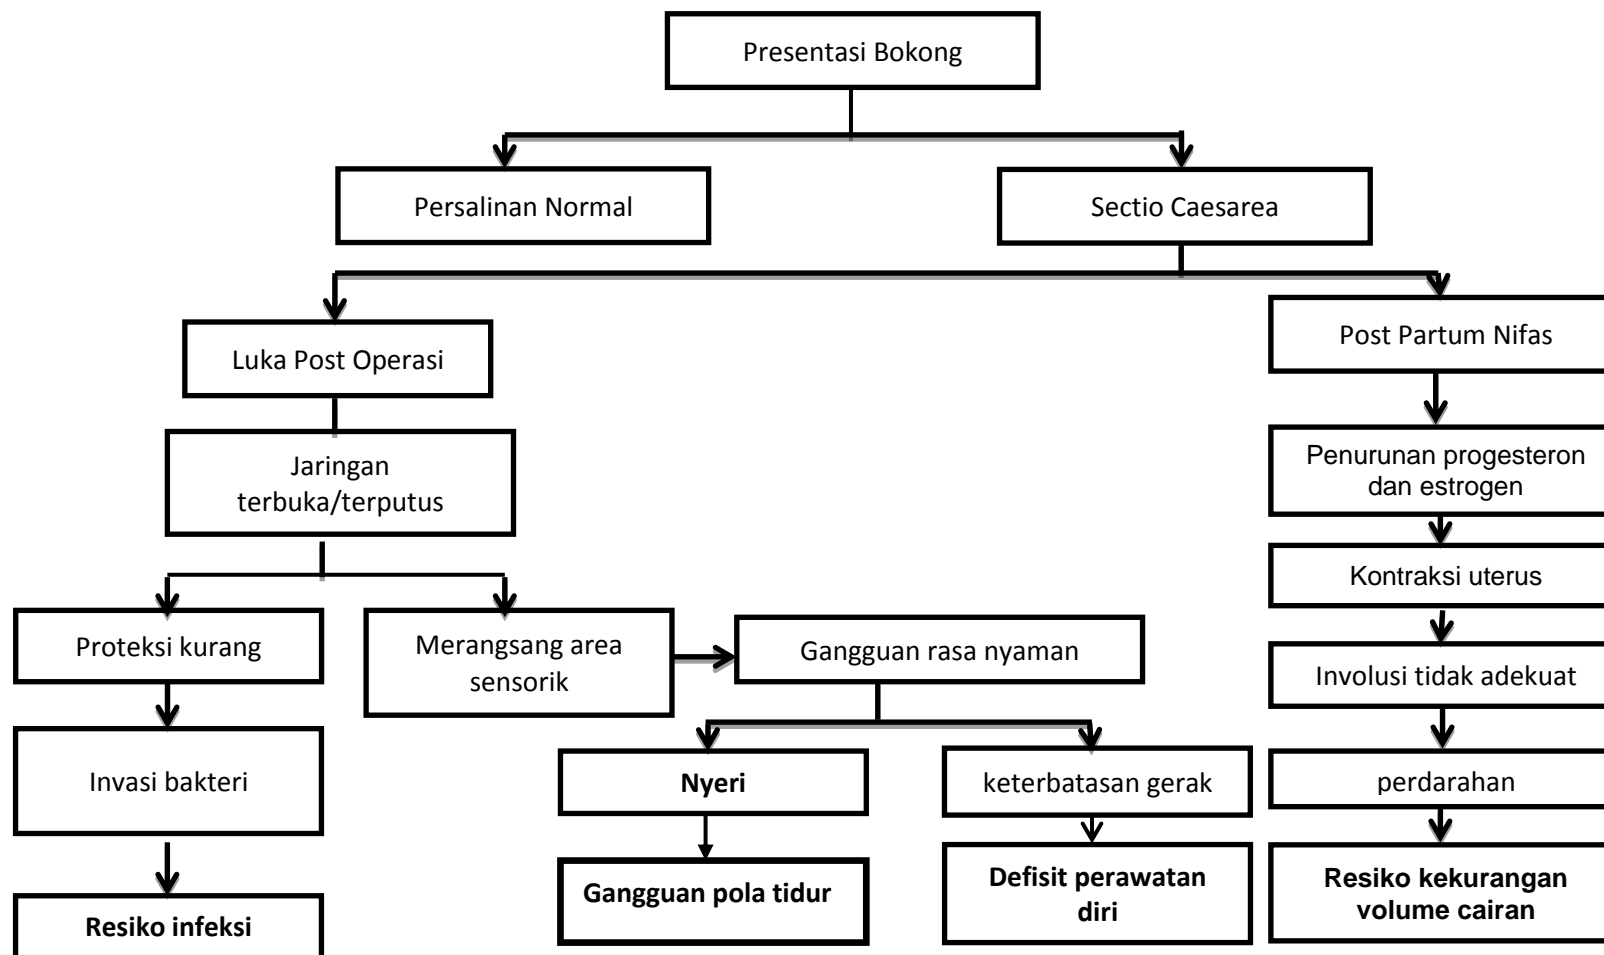 Presentasi Bokong
Persalinan Normal
Sectio Caesarea
Luka Post Operasi
Post Partum Nifas
Jaringan
terbuka/terputus
Penurunan progesteron
dan estrogen
Kontraksi uterus
Proteksi kurang
Merangsang area
sensorik
Gangguan rasa nyaman
Involusi tidak adekuat
Invasi bakteri
Nyeri
keterbatasan gerak
perdarahan
Resiko infeksi
Gangguan pola tidur
Defisit perawatan
diri
Resiko kekurangan
volume cairan